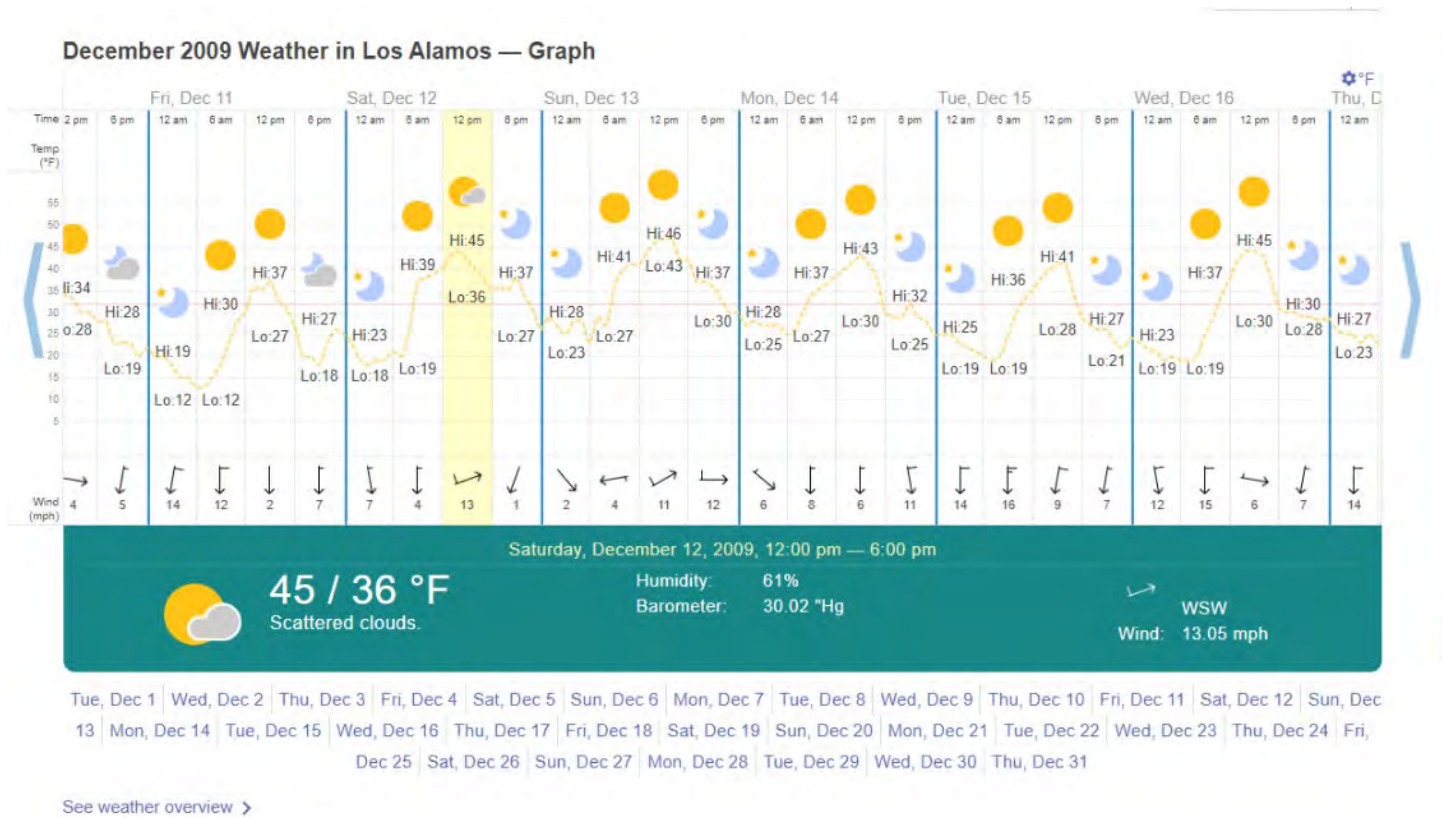 December 2009 Weather in Los Alamos — Graph
°F
Fri, Dec 11 Sat, Dec 12 Sun, Dec 13 Mon, Dec 14 Tue, Dec 15 Wed, Dec 16 Thu, D
Time 2 pm 6 pm 12 am 6 am 12 pm 6 pm 12 am 6 am 12 pm 6 pm 12 am 6 am 12 pm 6 pm 12 am 6 am 12 pm 6 pm 12 am 6 am 12 pm 6 pm 12 am 6 am 12 pm 6 pm 12 am
Temp
(°F)
55
50
45
40
35
30
25
20
15
10
5
li:34 Hi:28 Hi:19 Hi:30 Hi:37 Hi:27 Hi:23 Hi:39 Hi:45 Hi:37 Hi:28 Hi:41 Hi:46 Hi:37 Hi:28 Hi:37 Hi:43 Hi:32 Hi:25 Hi:36 Hi:41 Hi:27 Hi:23 Hi:37 Hi:45 Hi:30 Hi:27
o:28 Lo:19 Lo:12 Lo:12 Lo:27 Lo:18 Lo:18 Lo:19 Lo:36 Lo:27 Lo:23 Lo:27 Lo:43 Lo:30 Lo:25 Lo:27 Lo:30 Lo:25 Lo:19 Lo:19 Lo:28 Lo:21 Lo:19 Lo:19 Lo:30 Lo:28 Lo:23
Wind
(mph)
4 5 14 12 2 7 7 4 13 1 2 4 11 12 6 8 6 11 14 16 9 7 12 15 6 7 14
Saturday, December 12, 2009, 12:00 pm — 6:00 pm
45 / 36 °F
Scattered clouds.
Humidity: 61%
Barometer: 30.02 "Hg
WSW
Wind: 13.05 mph
Tue, Dec 1 Wed, Dec 2 Thu, Dec 3 Fri, Dec 4 Sat, Dec 5 Sun, Dec 6 Mon, Dec 7 Tue, Dec 8 Wed, Dec 9 Thu, Dec 10 Fri, Dec 11 Sat, Dec 12 Sun, Dec
13 Mon, Dec 14 Tue, Dec 15 Wed, Dec 16 Thu, Dec 17 Fri, Dec 18 Sat, Dec 19 Sun, Dec 20 Mon, Dec 21 Tue, Dec 22 Wed, Dec 23 Thu, Dec 24 Fri,
Dec 25 Sat, Dec 26 Sun, Dec 27 Mon, Dec 28 Tue, Dec 29 Wed, Dec 30 Thu, Dec 31
See weather overview